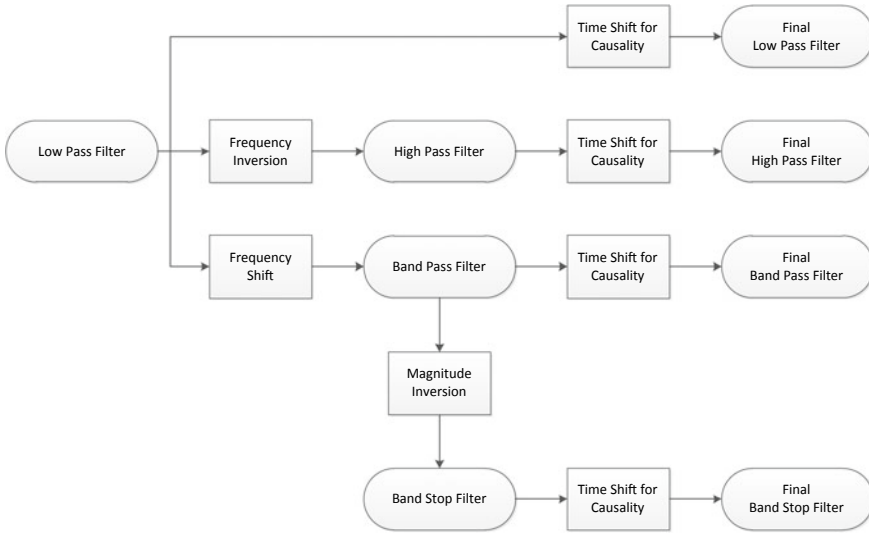 Time Shift for
Causality
Final
Low Pass Filter
Low Pass Filter
Frequency
Inversion
High Pass Filter
Time Shift for
Causality
Final
High Pass Filter
Frequency
Shift
Band Pass Filter
Time Shift for
Causality
Final
Band Pass Filter
Magnitude
Inversion
Band Stop Filter
Time Shift for
Causality
Final
Band Stop Filter